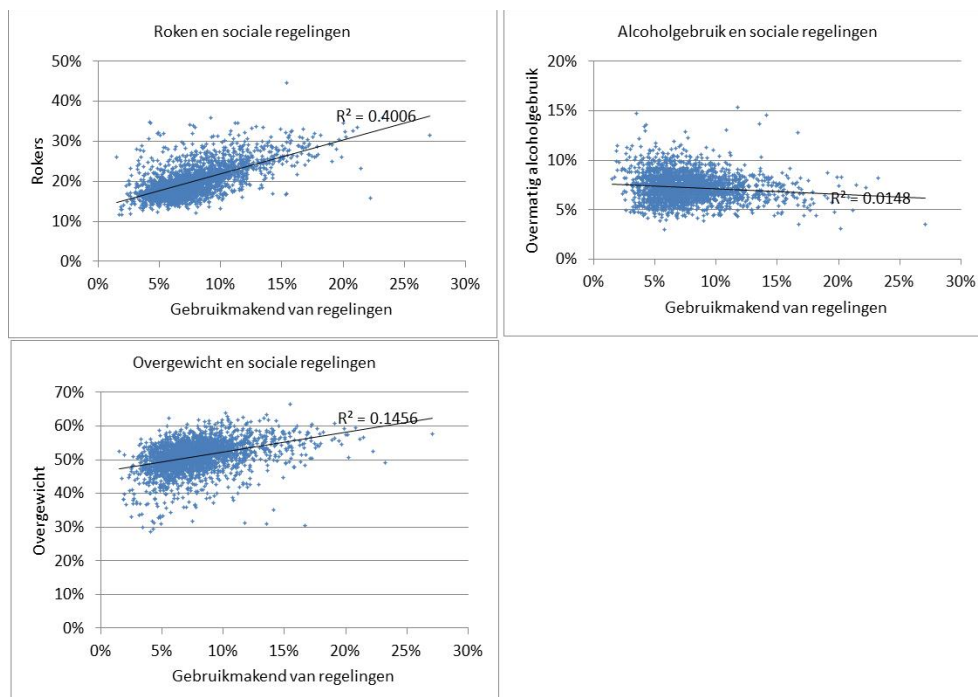 Roken en sociale regelingen
50%
40%
30%
20%
10%
0%
Rokers
R² = 0.4006
0% 5% 10% 15% 20% 25% 30%
Gebruikmakend van regelingen
Alcoholgebruik en sociale regelingen
20%
15%
10%
5%
0%
Overmatig alcoholgebruik
R² = 0.0148
0% 5% 10% 15% 20% 25% 30%
Gebruikmakend van regelingen
Overgewicht en sociale regelingen
70%
60%
50%
40%
30%
20%
10%
0%
Overgewicht
R² = 0.1456
0% 5% 10% 15% 20% 25% 30%
Gebruikmakend van regelingen